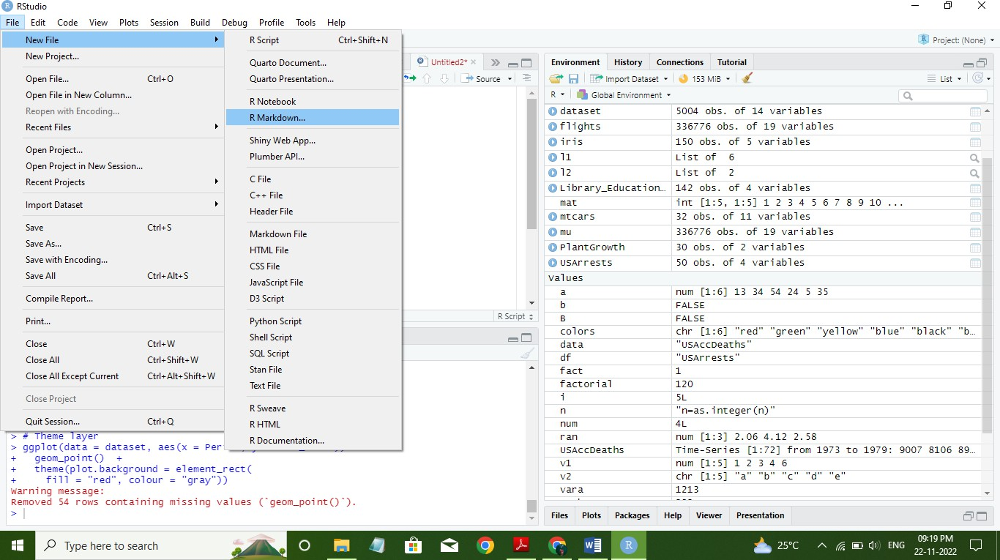 RStudio
File Edit Code View Plots Session Build Debug Profile Tools Help
Project: (None)
New File
New Project...
Open File... Ctrl+O
Open File in New Column...
Reopen with Encoding...
Recent Files
Open Project...
Open Project in New Session...
Recent Projects
Import Dataset
Save Ctrl+S
Save As...
Save with Encoding...
Save All Ctrl+Alt+S
Compile Report...
Print...
Close Ctrl+W
Close All Ctrl+Shift+W
Close All Except Current Ctrl+Alt+Shift+W
Close Project
Quit Session... Ctrl+Q
R Script Ctrl+Shift+N
Quarto Document...
Quarto Presentation...
R Notebook
R Markdown...
Shiny Web App...
Plumber API...
C File
C++ File
Header File
Markdown File
HTML File
CSS File
JavaScript File
D3 Script
Python Script
Shell Script
SQL Script
Stan File
Text File
R Sweave
R HTML
R Documentation...
Untitled2*
Source
R Script
> # Theme layer
> ggplot(data = dataset, aes(x = Per
+ geom_point() +
+ theme(plot.background = element_rect(
+ fill = "red", colour = "gray"))
Warning message:
Removed 54 rows containing missing values (`geom_point()`).
>
Environment History Connections Tutorial
Import Dataset 153 MiB List
R Global Environment
dataset 5004 obs. of 14 variables
flights 336776 obs. of 19 variables
iris 150 obs. of 5 variables
l1 List of 6
l2 List of 2
Library_Education… 142 obs. of 4 variables
mat int [1:5, 1:5] 1 2 3 4 5 6 7 8 9 10 ...
mtcars 32 obs. of 11 variables
mu 336776 obs. of 19 variables
PlantGrowth 30 obs. of 2 variables
USArrests 50 obs. of 4 variables
Values
a num [1:6] 13 34 54 24 5 35
b FALSE
B FALSE
colors chr [1:6] "red" "green" "yellow" "blue" "black" "b…
data "USAccDeaths"
df "USArrests"
fact 1
factorial 120
i 5L
n "n=as.integer(n)"
num 4L
ran num [1:3] 2.06 4.12 2.58
USAccDeaths Time-Series [1:72] from 1973 to 1979: 9007 8106 89…
v1 num [1:5] 1 2 3 4 6
v2 chr [1:5] "a" "b" "c" "d" "e"
vara 1213
Files Plots Packages Help Viewer Presentation
Type here to search
25°C
ENG
09:19 PM
22-11-2022